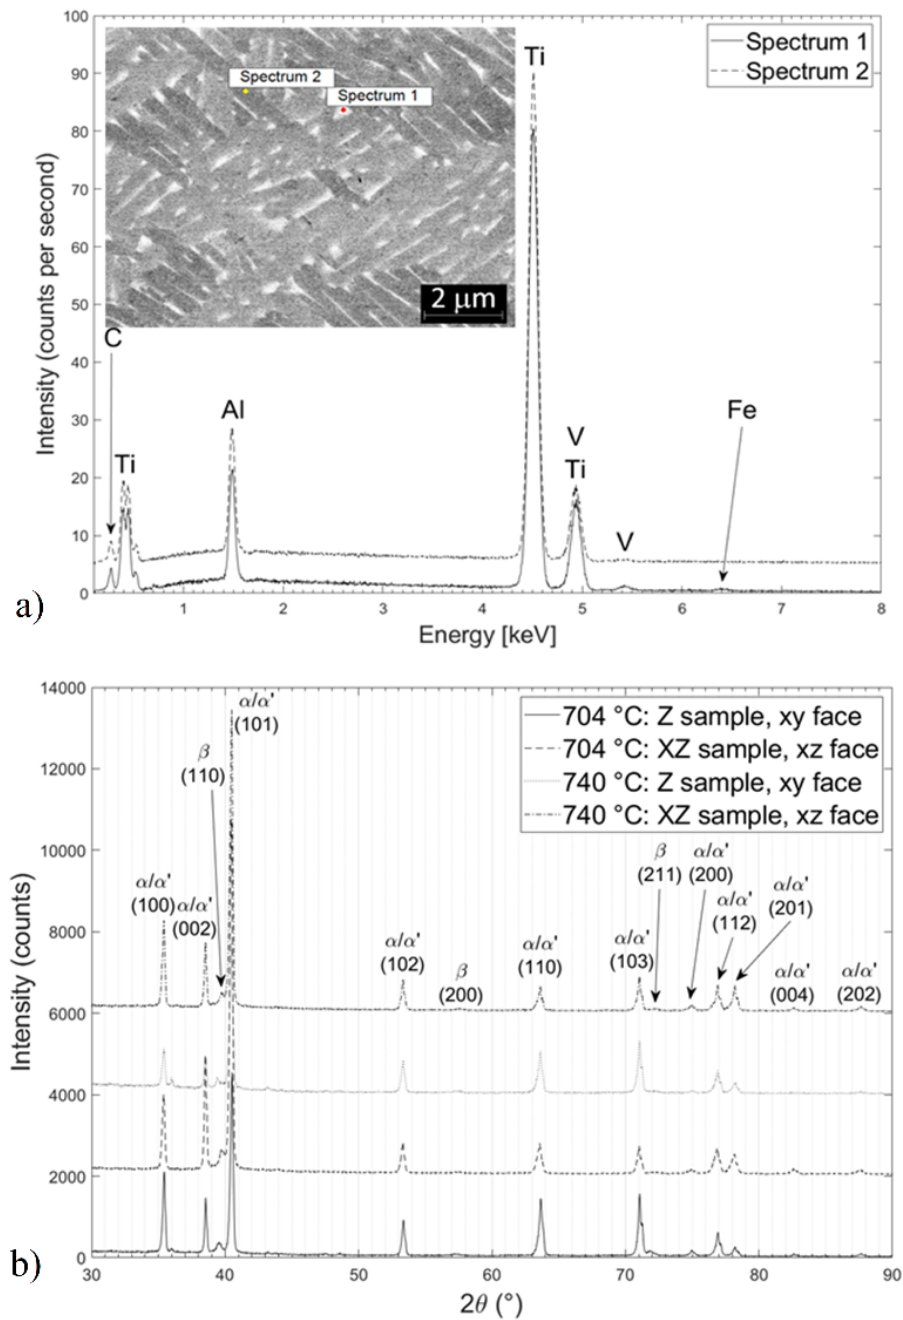 100
90
80
70
60
50
40
30
20
10
0
Intensity (counts per second)
Spectrum 2
Spectrum 1
2 μm
Spectrum 1
Spectrum 2
C
Ti
Al
Ti
V
Ti
V
Fe
1 2 3 4 5 6 7 8
Energy [keV]
a)
14000
12000
10000
8000
6000
4000
2000
0
Intensity (counts)
704 °C: Z sample, xy face
704 °C: XZ sample, xz face
740 °C: Z sample, xy face
740 °C: XZ sample, xz face
α/α'
(100)
α/α'
(002)
β
(110)
α/α'
(101)
α/α'
(102)
β
(200)
α/α'
(110)
α/α'
(103)
β
(211)
α/α'
(200)
α/α'
(112)
α/α'
(201)
α/α'
(004)
α/α'
(202)
30 40 50 60 70 80 90
2θ (°)
b)